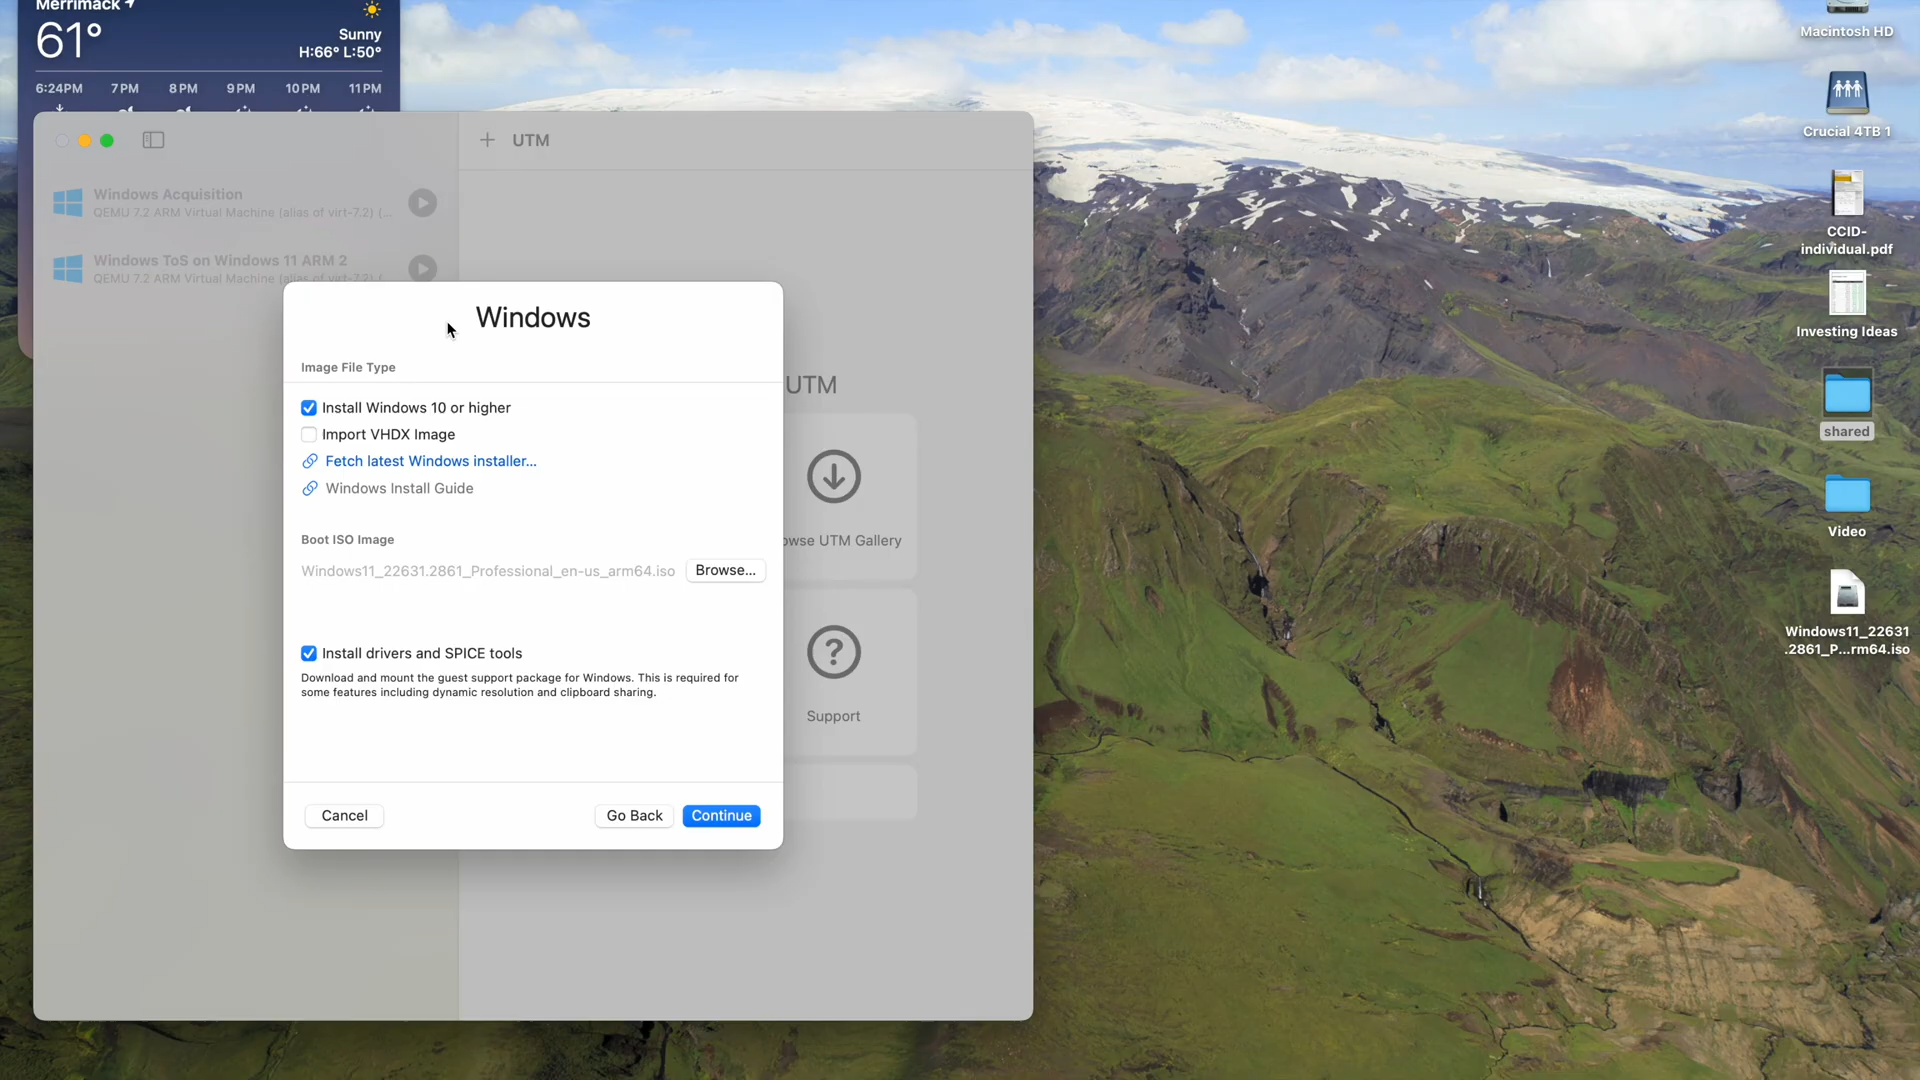 Merrimack
61°
Sunny
H:66° L:50°
6:24PM 7PM 8PM 9PM 10PM 11PM
UTM
Windows Acquisition
QEMU 7.2 ARM Virtual Machine (alias of virt-7.2) (...
Windows ToS on Windows 11 ARM 2
QEMU 7.2 ARM Virtual Machine (alias of virt-7.2) (
Windows
Image File Type
Install Windows 10 or higher
Import VHDX Image
Fetch latest Windows installer...
Windows Install Guide
Boot ISO Image
Windows11_22631.2861_Professional_en-us_arm64.iso
Browse...
Install drivers and SPICE tools
Download and mount the guest support package for Windows. This is required for
some features including dynamic resolution and clipboard sharing.
Cancel
Go Back
Continue
UTM
owse UTM Gallery
Support
Macintosh HD
Crucial 4TB 1
CCID-
individual.pdf
Investing Ideas
shared
Video
Windows11_22631
.2861_P...rm64.iso